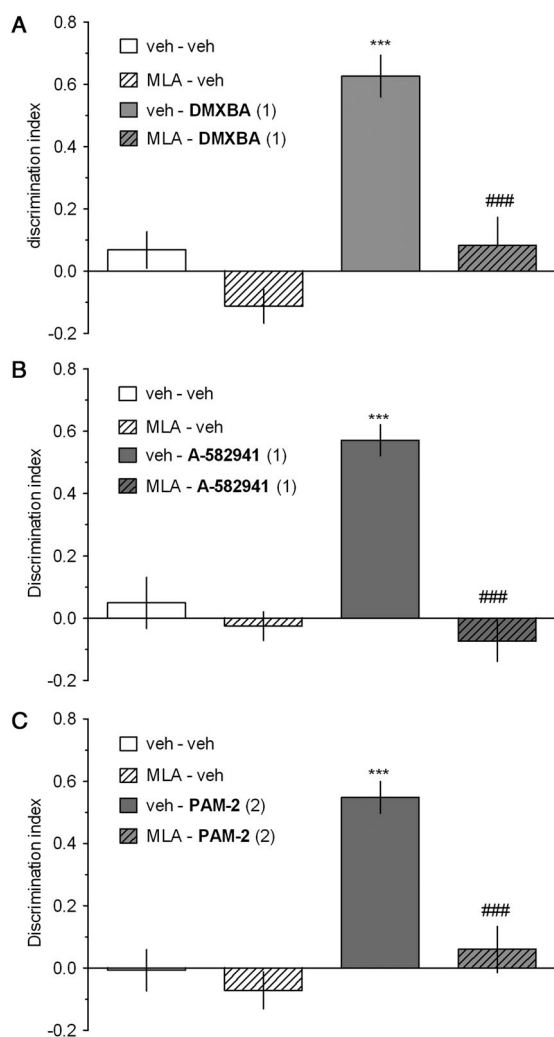 A
discrimination index
0.8
0.6
0.4
0.2
0.0
-0.2
veh - veh
MLA - veh
veh - DMXBA (1)
MLA - DMXBA (1)
***
###
B
Discrimination index
0.8
0.6
0.4
0.2
0.0
-0.2
veh - veh
MLA - veh
veh - A-582941 (1)
MLA - A-582941 (1)
***
###
C
Discrimination index
0.8
0.6
0.4
0.2
0.0
-0.2
veh - veh
MLA - veh
veh - PAM-2 (2)
MLA - PAM-2 (2)
***
###